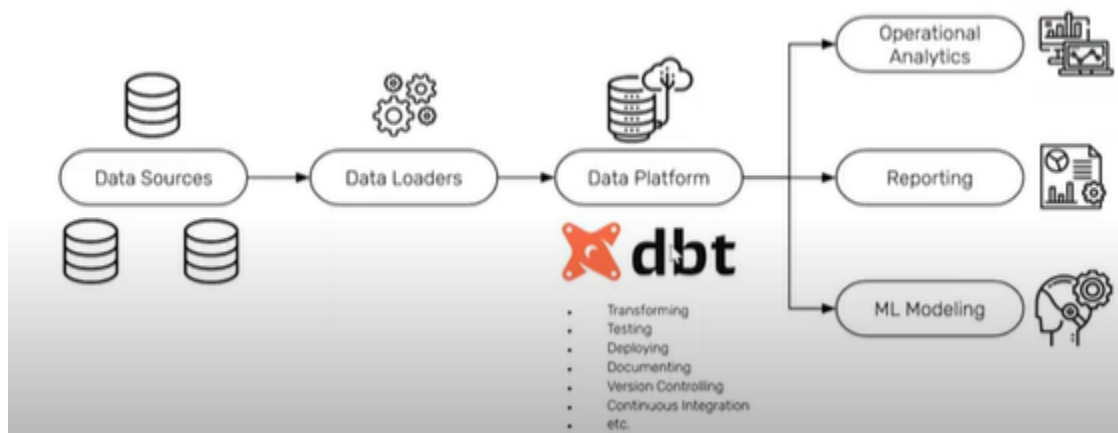 Operational
Analytics
Data Sources
Data Loaders
Data Platform
Reporting
dbt
ML Modeling
Transforming
Testing
Deploying
Documenting
Version Controlling
Continuous Integration
etc.